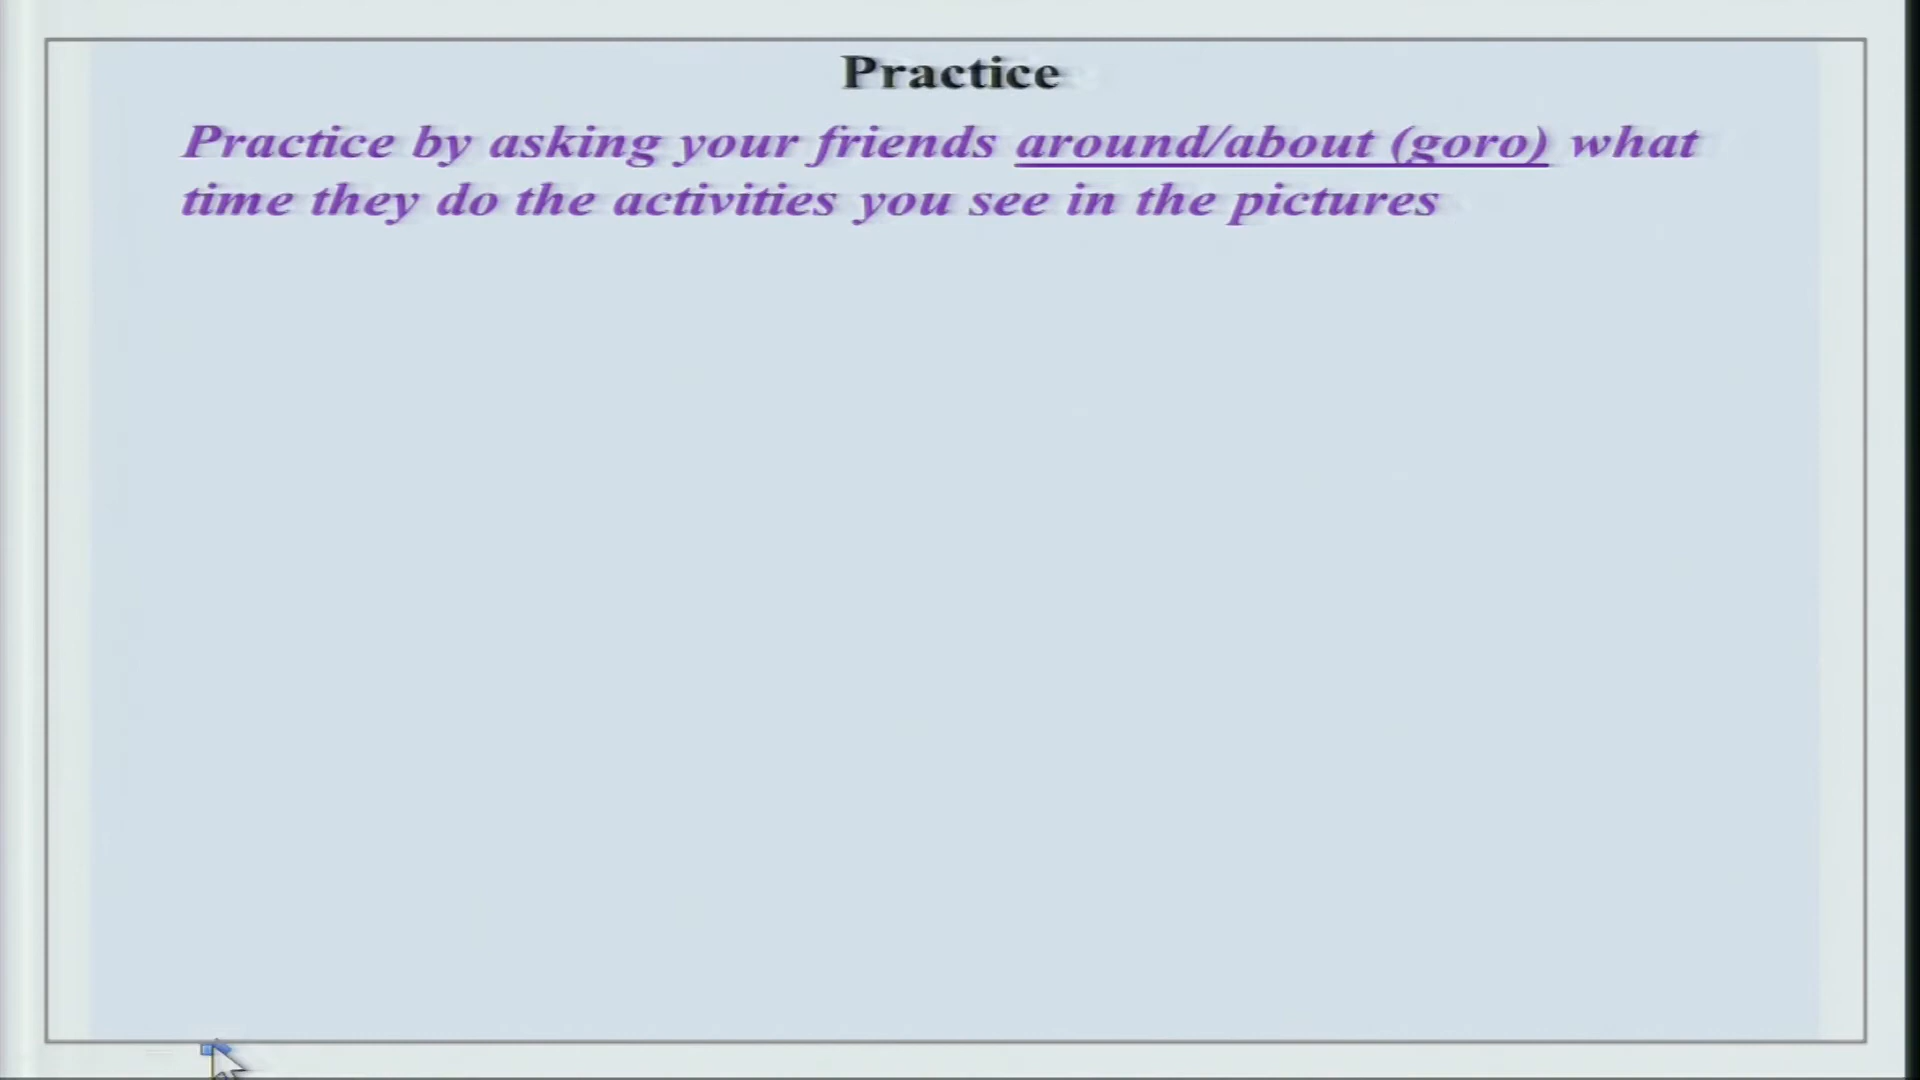 Practice
Practice by asking your friends around/about (goro) what
time they do the activities you see in the pictures